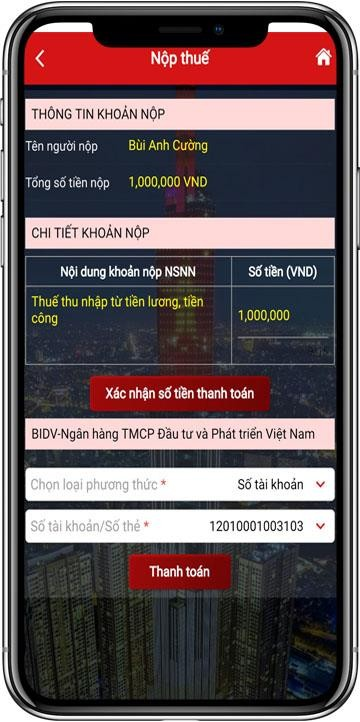 Nộp thuế
THÔNG TIN KHOẢN NỘP
Tên người nộp Bùi Anh Cường
Tổng số tiền nộp 1,000,000 VND
CHI TIẾT KHOẢN NỘP
Nội dung khoản nộp NSNN Số tiền (VND)
Thuế thu nhập từ tiền lương, tiền
công 1,000,000
Xác nhận số tiền thanh toán
BIDV-Ngân hàng TMCP Đầu tư và Phát triển Việt Nam
Chọn loại phương thức * Số tài khoản
Số tài khoản/Số thẻ * 12010001003103
Thanh toán